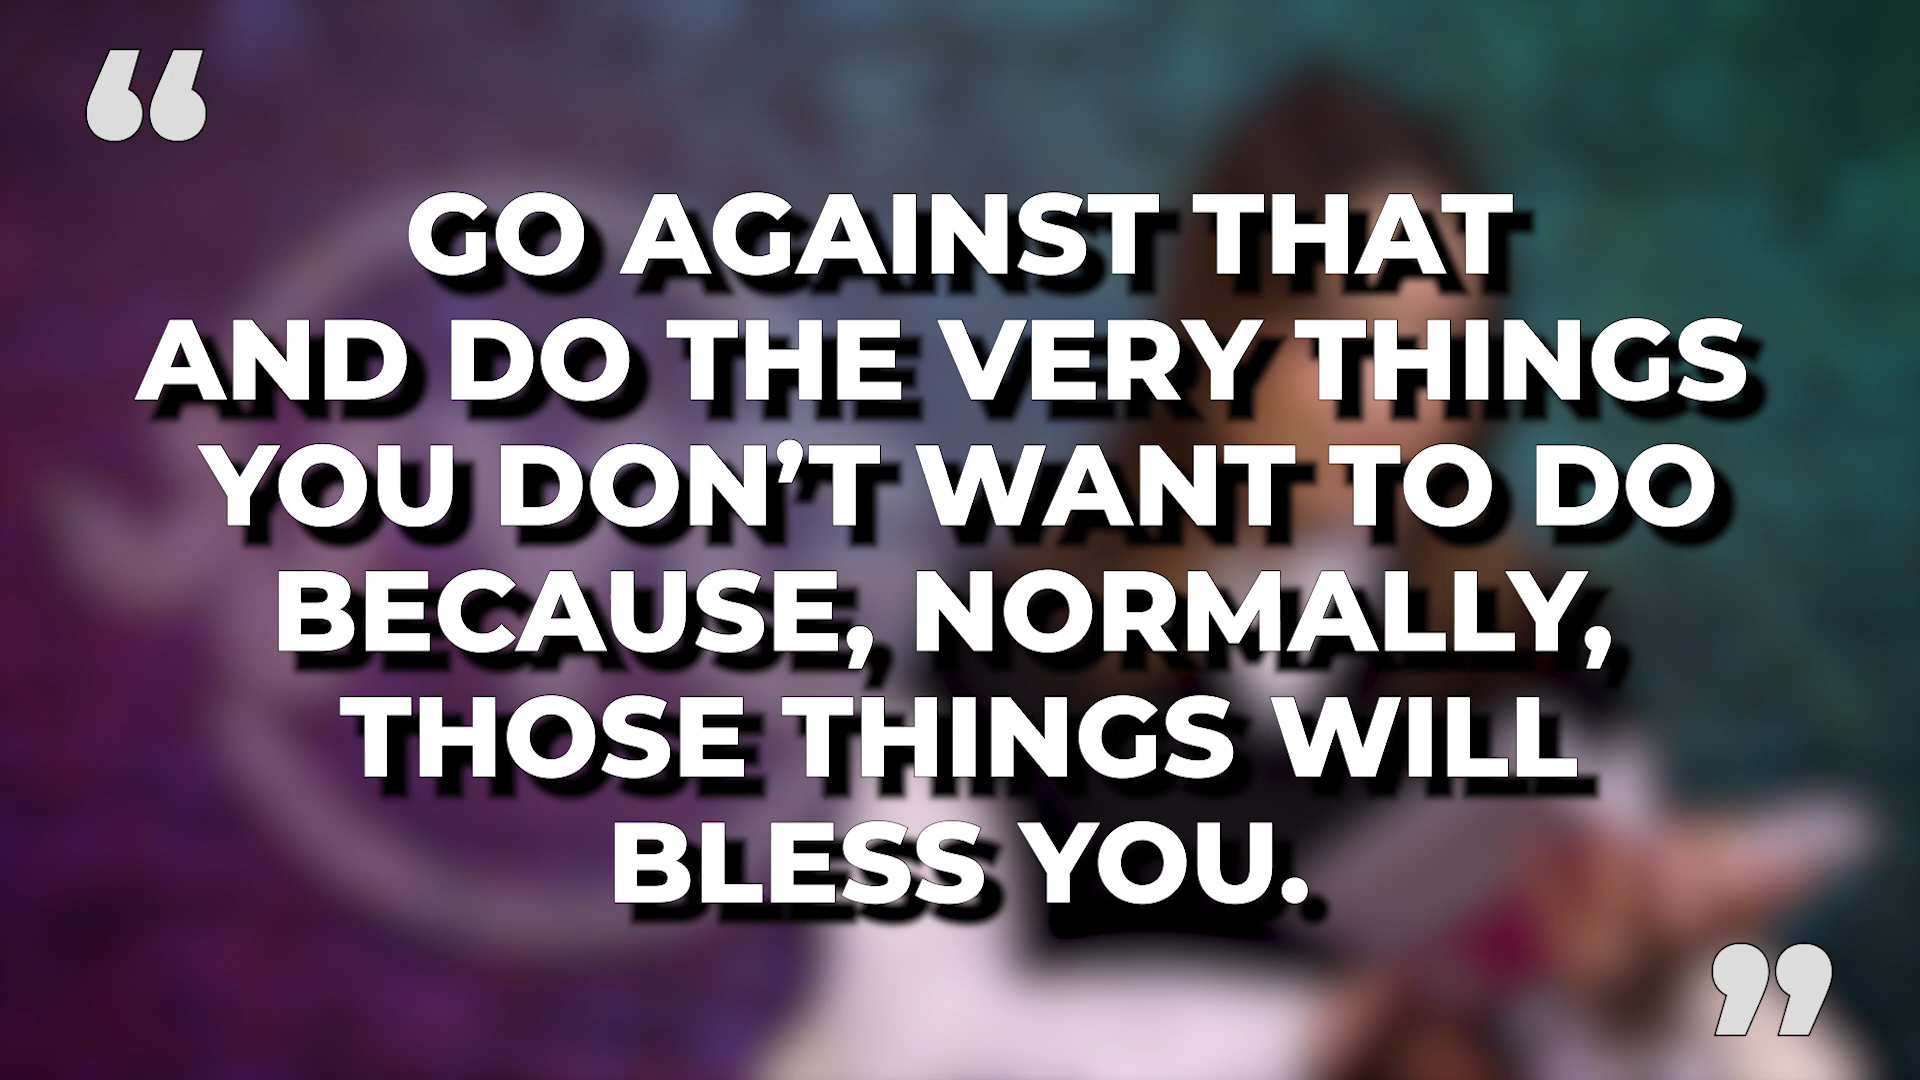 “
GO AGAINST THAT
AND DO THE VERY THINGS
YOU DON’T WANT TO DO
BECAUSE, NORMALLY,
THOSE THINGS WILL
BLESS YOU.
”